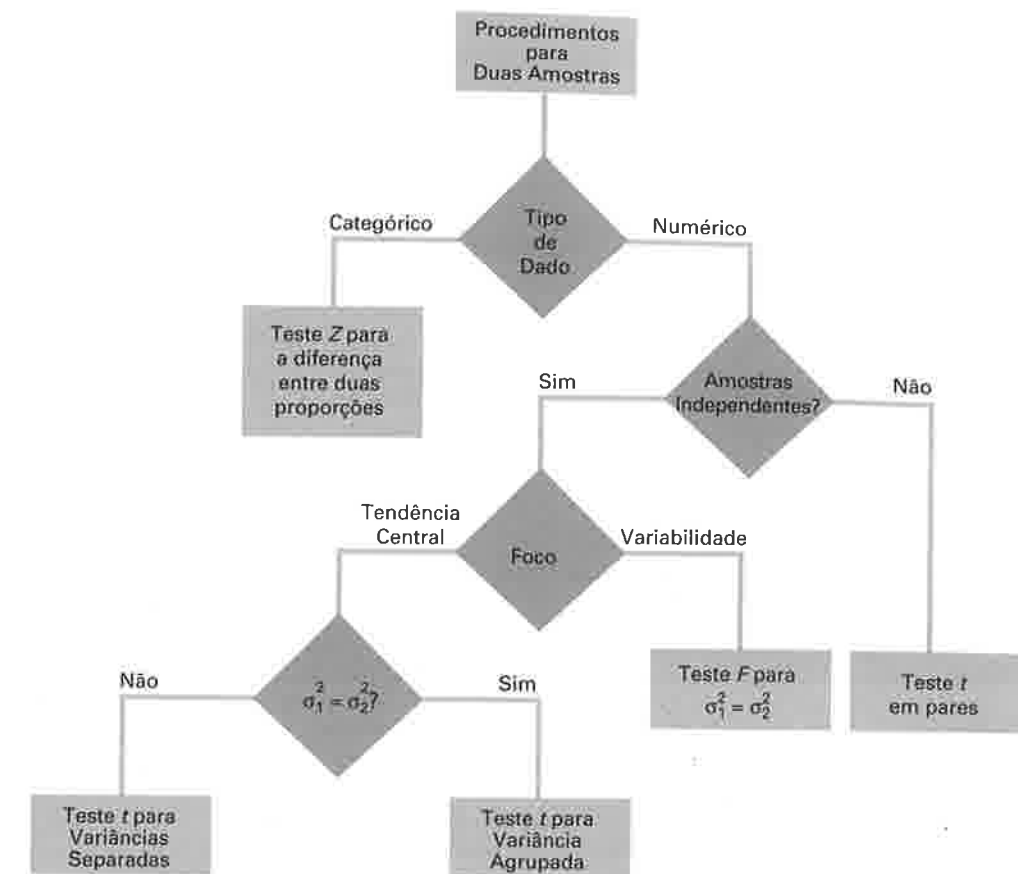 Procedimentos
para
Duas Amostras
Categórico
Tipo
de
Dado
Numérico
Teste Z para
a diferença
entre duas
proporções
Sim
Amostras
Independentes?
Não
Tendência
Central
Foco
Variabilidade
Não
σ₁² = σ₂²?
Sim
Teste F para
σ₁² = σ₂²
Teste t
em pares
Teste t para
Variâncias
Separadas
Teste t para
Variância
Agrupada